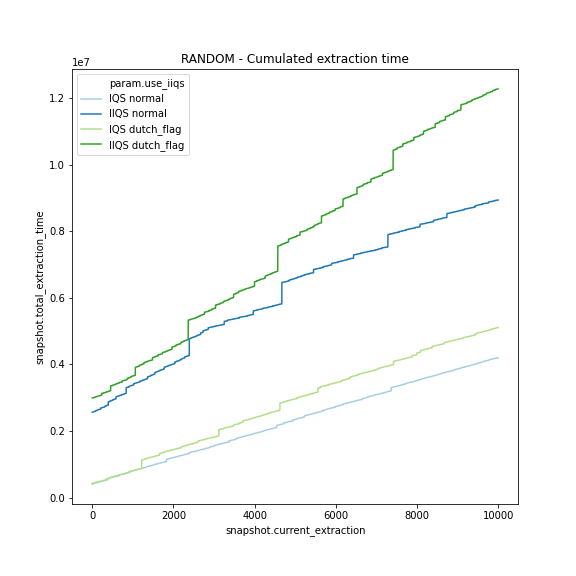 RANDOM - Cumulated extraction time
1e7
param.use_iiqs
IQS normal
IIQS normal
IQS dutch_flag
IIQS dutch_flag
1.2
1.0
0.8
0.6
0.4
0.2
0.0
snapshot.total_extraction_time
0 2000 4000 6000 8000 10000
snapshot.current_extraction